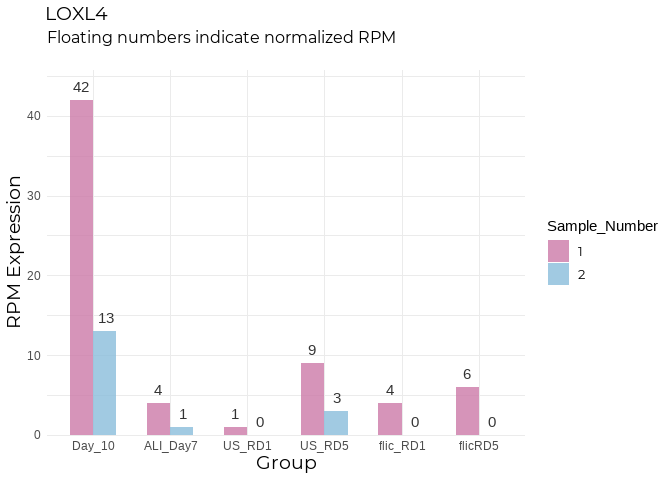 LOXL4
Floating numbers indicate normalized RPM
42
13
4
1
1
0
9
3
4
0
6
0
40
30
20
10
0
RPM Expression
Day_10
ALI_Day7
US_RD1
US_RD5
flic_RD1
flicRD5
Group
Sample_Number
1
2